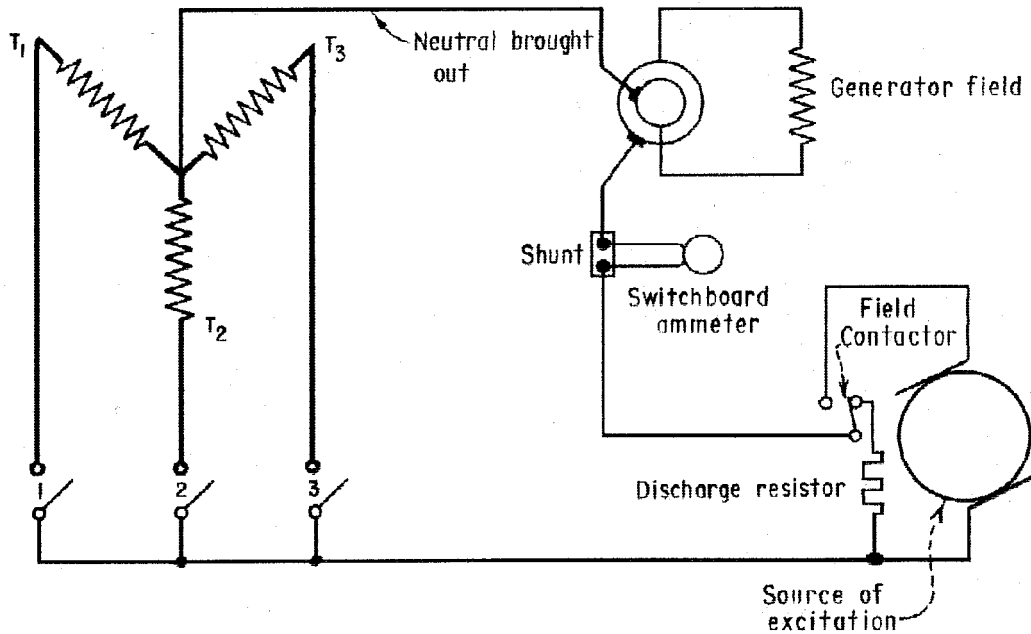 T1
T3
Neutral brought
out
Generator field
Shunt
Switchboard
ammeter
T2
Field
Contactor
1
2
3
Discharge resistor
Source of
excitation